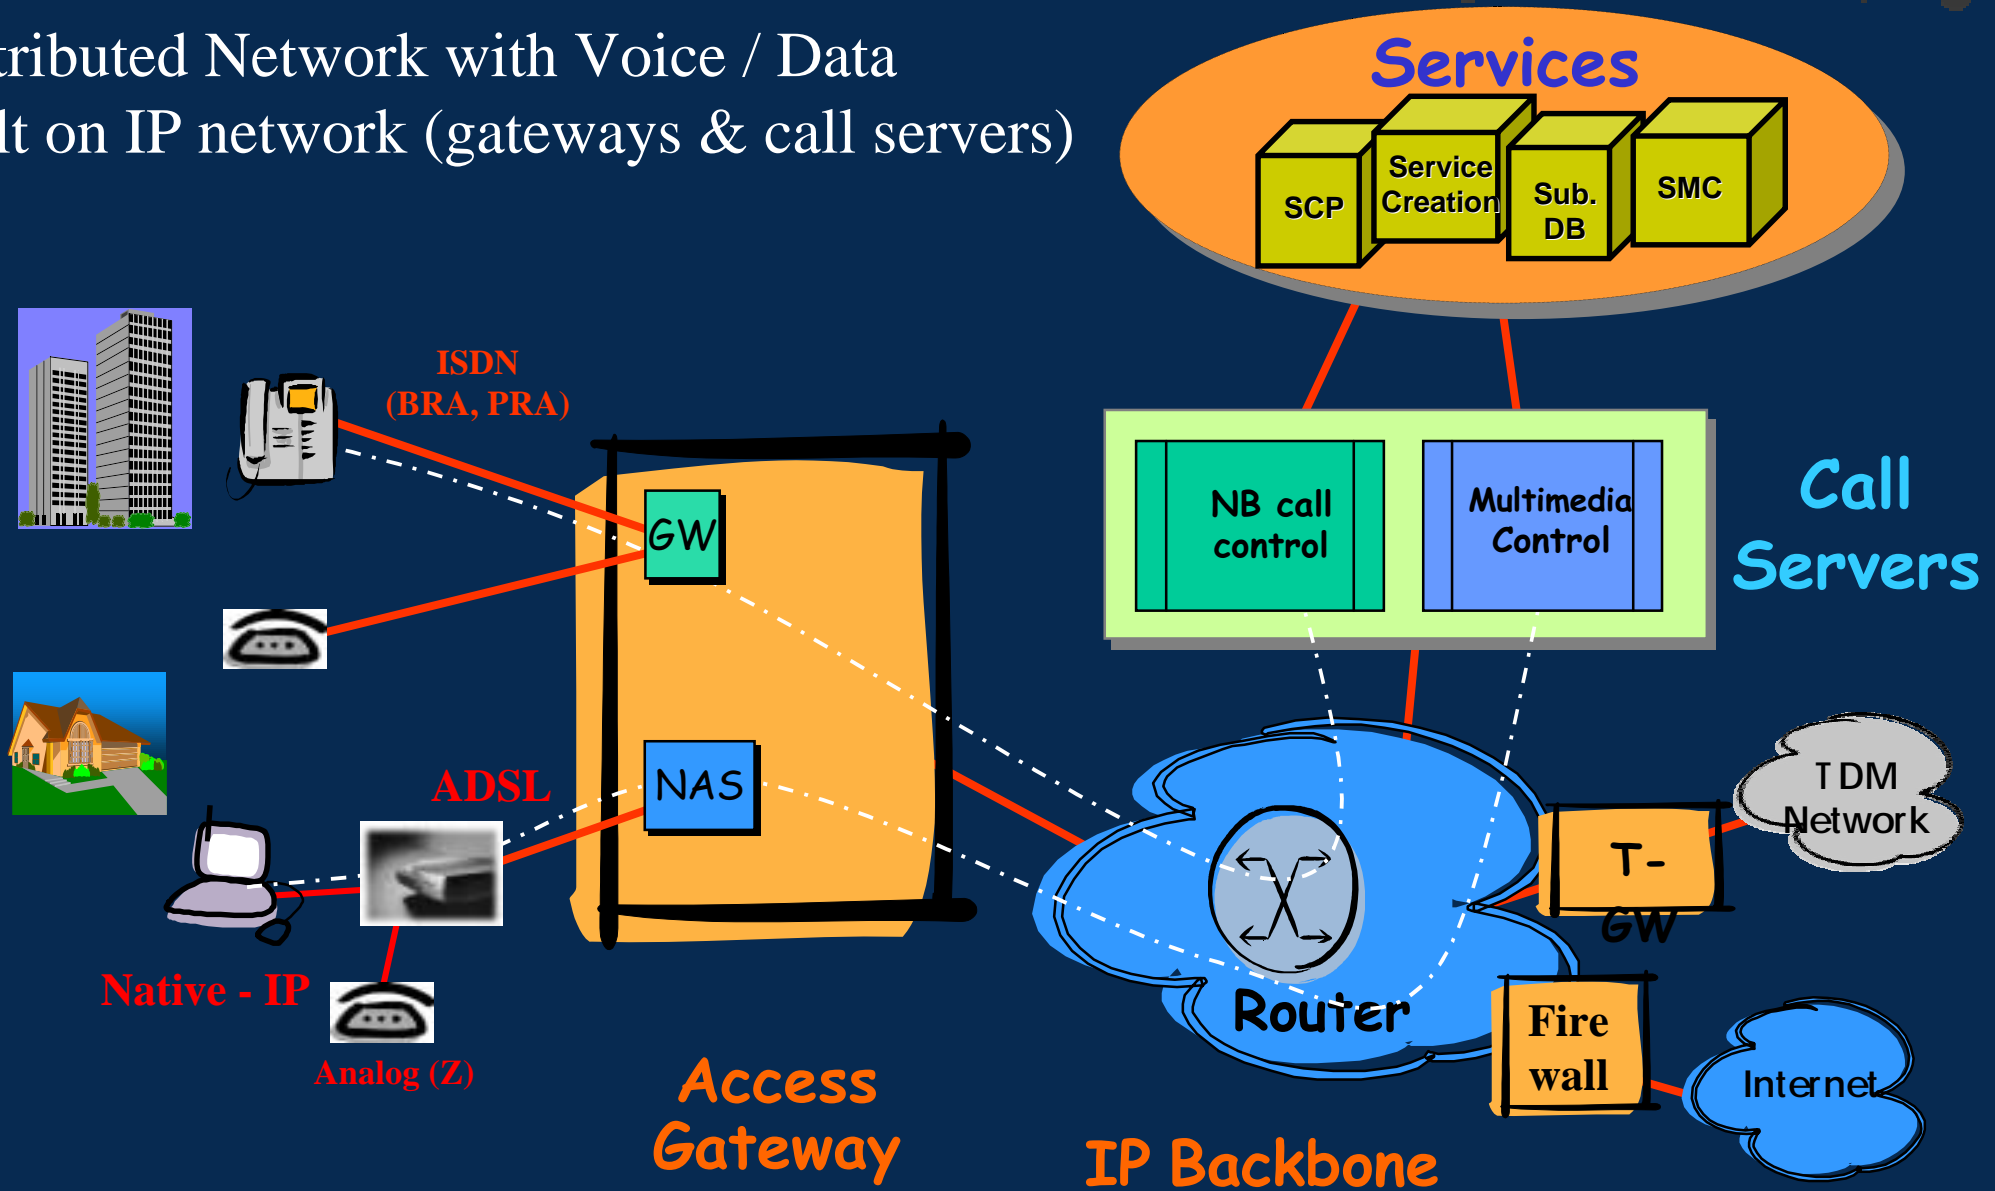 tributed Network with Voice / Data
lt on IP network (gateways & call servers)
Services
SCP
Service
Creation
Sub.
DB
SMC
ISDN
(BRA, PRA)
GW
NB call
control
Multimedia
Control
Call
Servers
ADSL
NAS
TDM
Network
T-
GW
Native - IP
Analog (Z)
Router
Fire
wall
Internet
Access
Gateway
IP Backbone